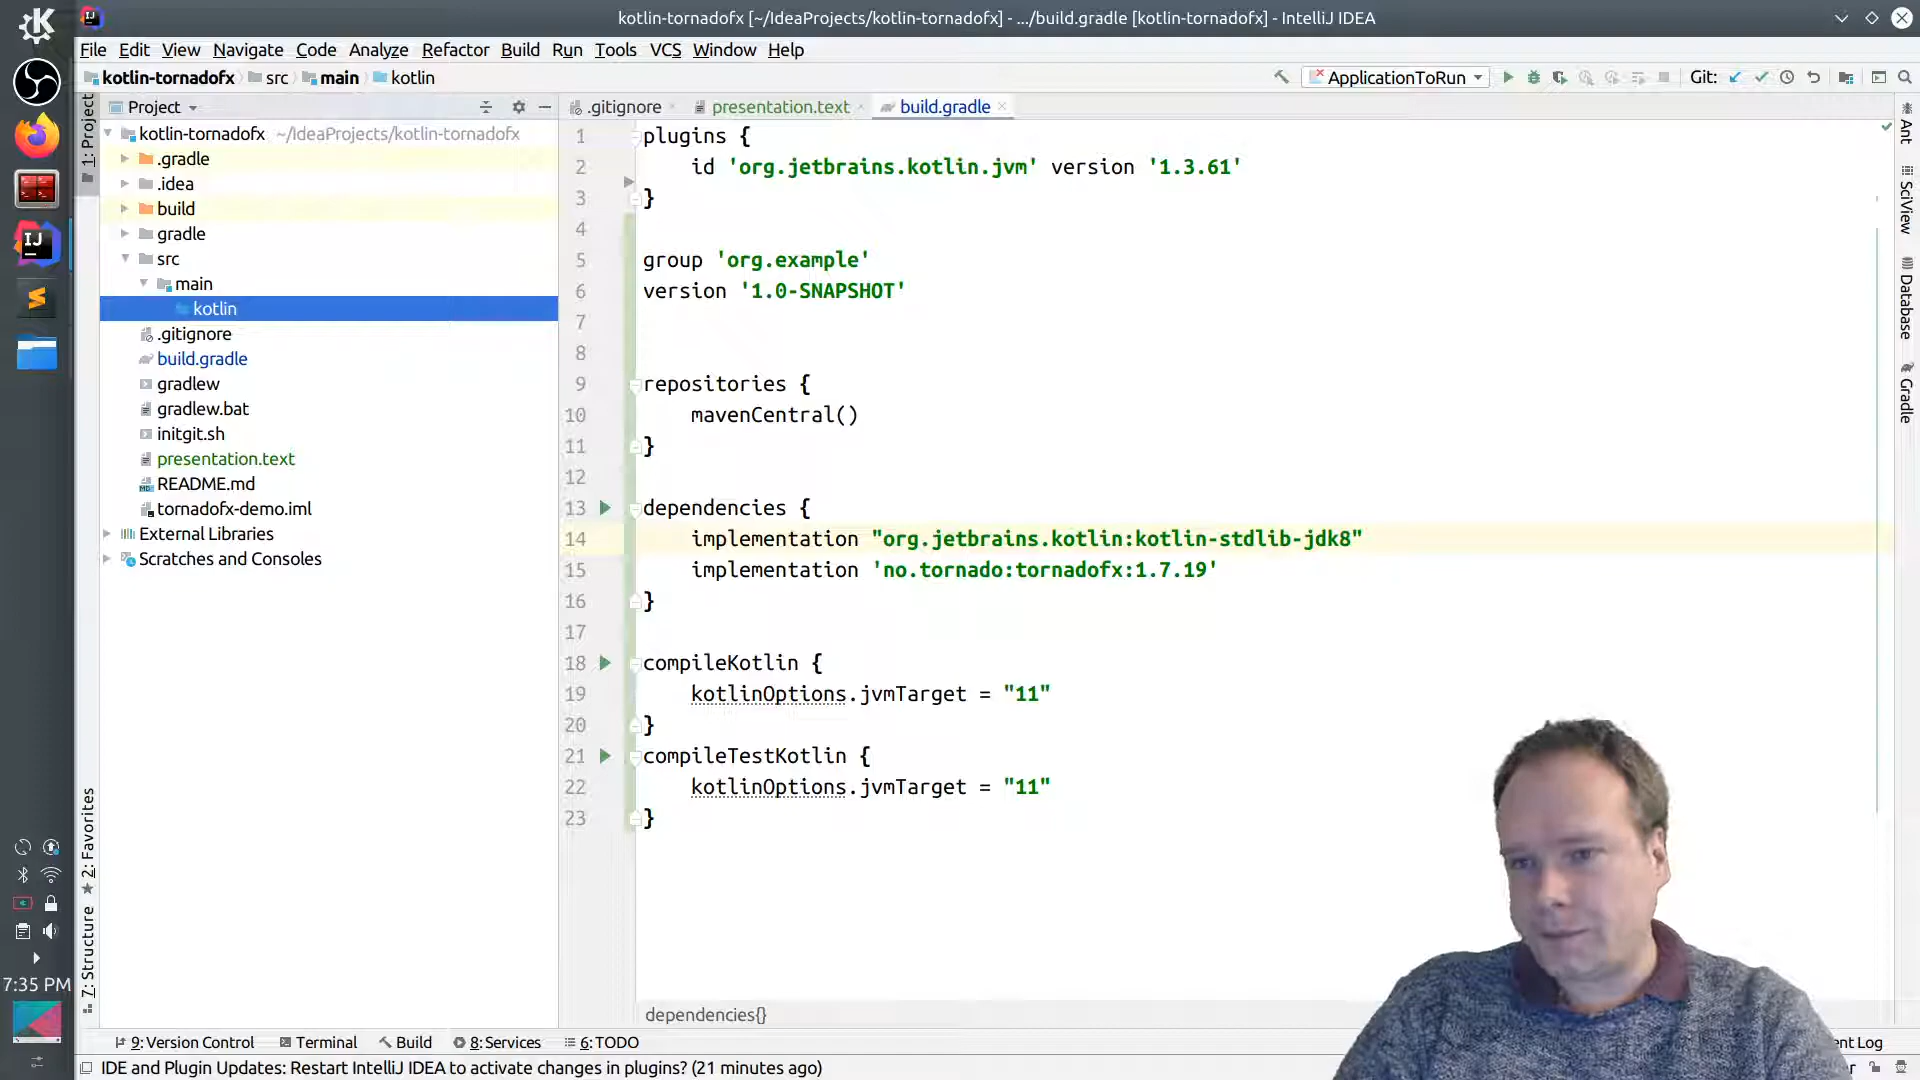 kotlin-tornadofx [~/IdeaProjects/kotlin-tornadofx] - .../build.gradle [kotlin-tornadofx] - IntelliJ IDEA
File Edit View Navigate Code Analyze Refactor Build Run Tools VCS Window Help
kotlin-tornadofx src main kotlin ApplicationToRun Git:
Project
.gitignore presentation.text build.gradle
kotlin-tornadofx ~/IdeaProjects/kotlin-tornadofx
.gradle
.idea
build
gradle
src
main
kotlin
.gitignore
build.gradle
gradlew
gradlew.bat
initgit.sh
presentation.text
README.md
tornadofx-demo.iml
External Libraries
Scratches and Consoles
1 plugins {
2 id 'org.jetbrains.kotlin.jvm' version '1.3.61'
3 }
4
5 group 'org.example'
6 version '1.0-SNAPSHOT'
7
8
9 repositories {
10 mavenCentral()
11 }
12
13 dependencies {
14 implementation "org.jetbrains.kotlin:kotlin-stdlib-jdk8"
15 implementation 'no.tornado:tornadofx:1.7.19'
16 }
17
18 compileKotlin {
19 kotlinOptions.jvmTarget = "11"
20 }
21 compileTestKotlin {
22 kotlinOptions.jvmTarget = "11"
23 }
dependencies{}
1: Project
2: Favorites
7: Structure
Ant
SciView
Database
Gradle
7:35 PM
9: Version Control Terminal Build 8: Services 6: TODO
nt Log
IDE and Plugin Updates: Restart IntelliJ IDEA to activate changes in plugins? (21 minutes ago)